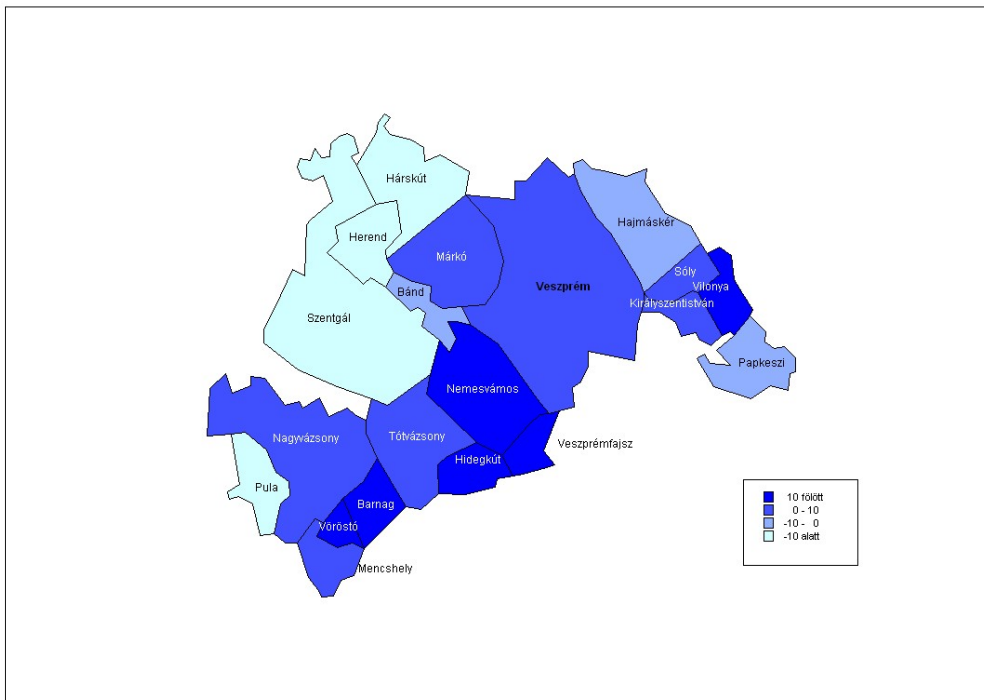 Hárskút
Hajmáskér
Herend
Márkó
Sóly
Veszprém
Vilonya
Bánd
Királyszentistván
Szentgál
Papkeszi
Nemesvámos
Nagyvázsony
Tótvázsony
Veszprémfajsz
Hidegkút
Pula
Barnag
Vöröstó
Mencshely
10 fölött
0 - 10
-10 - 0
-10 alatt